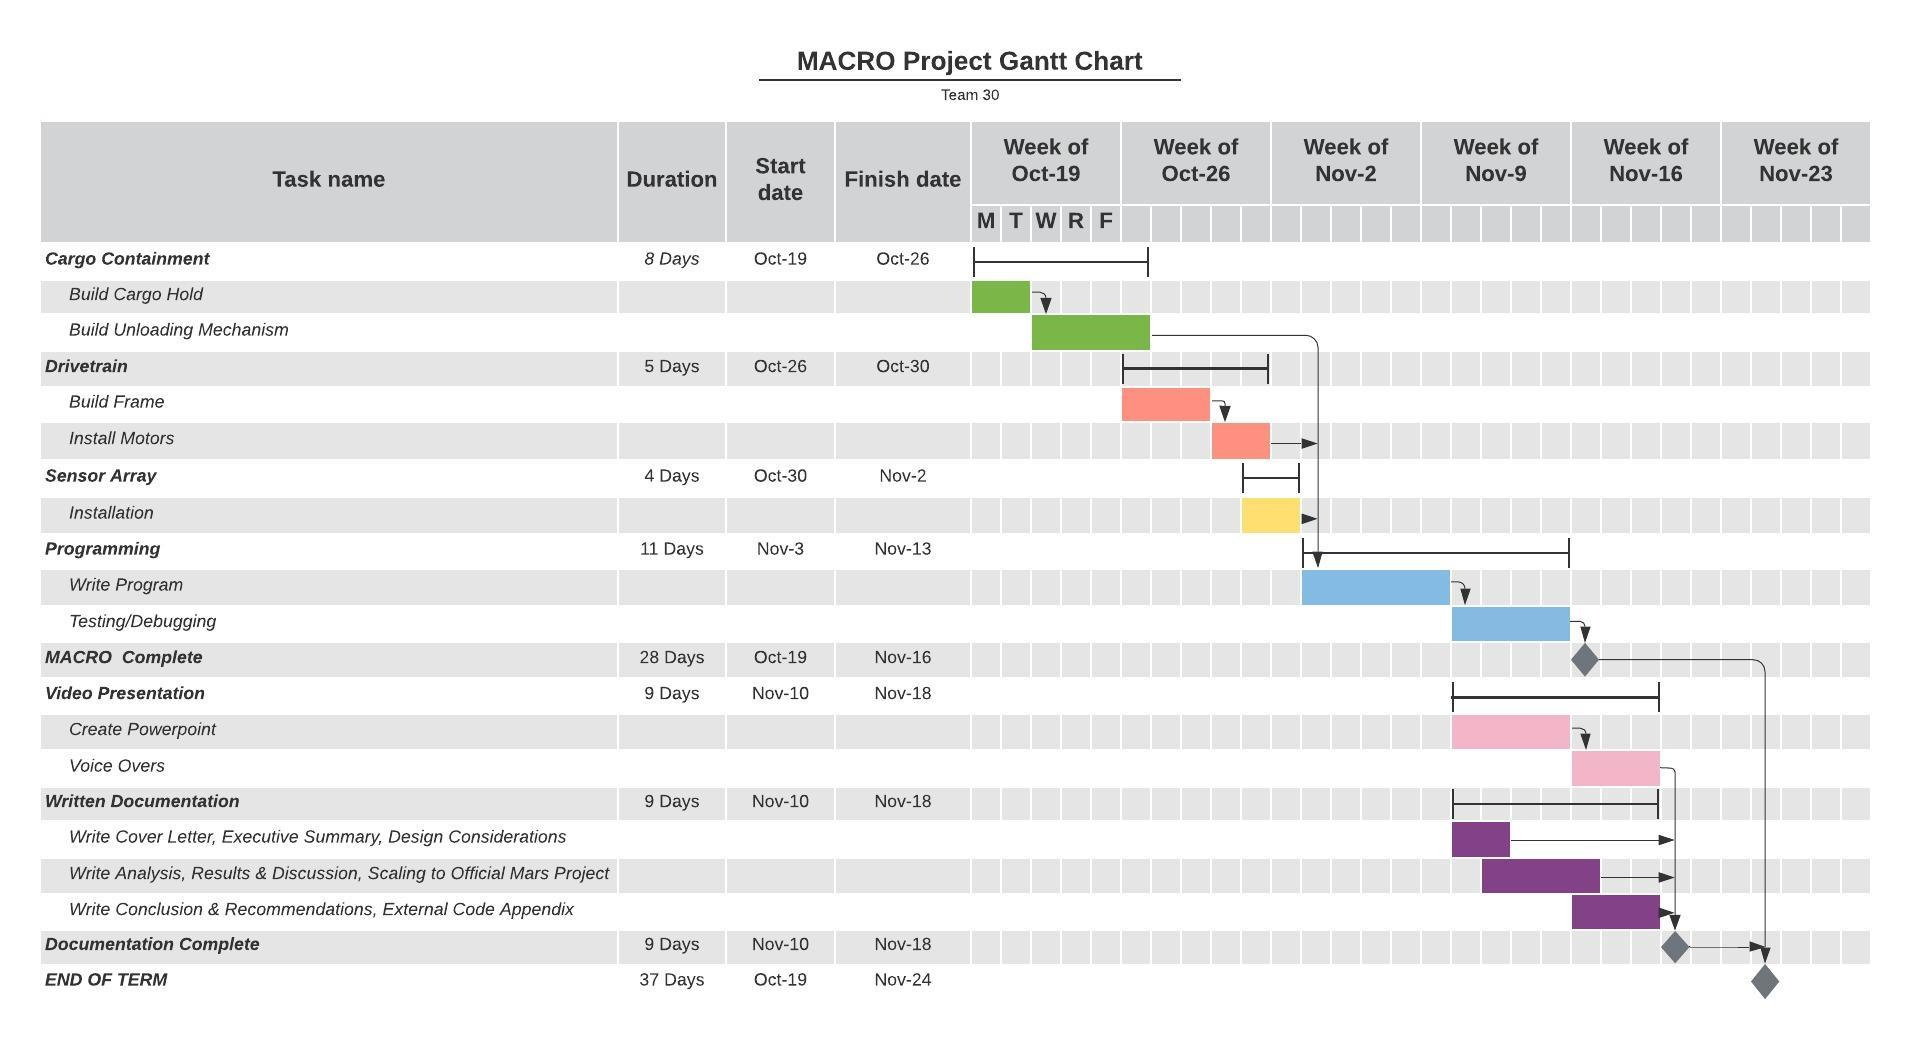 MACRO Project Gantt Chart
Team 30
Task name Duration Start date Finish date Week of Oct-19 Week of Oct-26 Week of Nov-2 Week of Nov-9 Week of Nov-16 Week of Nov-23
M T W R F
Cargo Containment 8 Days Oct-19 Oct-26
Build Cargo Hold
Build Unloading Mechanism
Drivetrain 5 Days Oct-26 Oct-30
Build Frame
Install Motors
Sensor Array 4 Days Oct-30 Nov-2
Installation
Programming 11 Days Nov-3 Nov-13
Write Program
Testing/Debugging
MACRO  Complete 28 Days Oct-19 Nov-16
Video Presentation 9 Days Nov-10 Nov-18
Create Powerpoint
Voice Overs
Written Documentation 9 Days Nov-10 Nov-18
Write Cover Letter, Executive Summary, Design Considerations
Write Analysis, Results & Discussion, Scaling to Official Mars Project
Write Conclusion & Recommendations, External Code Appendix
Documentation Complete 9 Days Nov-10 Nov-18
END OF TERM 37 Days Oct-19 Nov-24